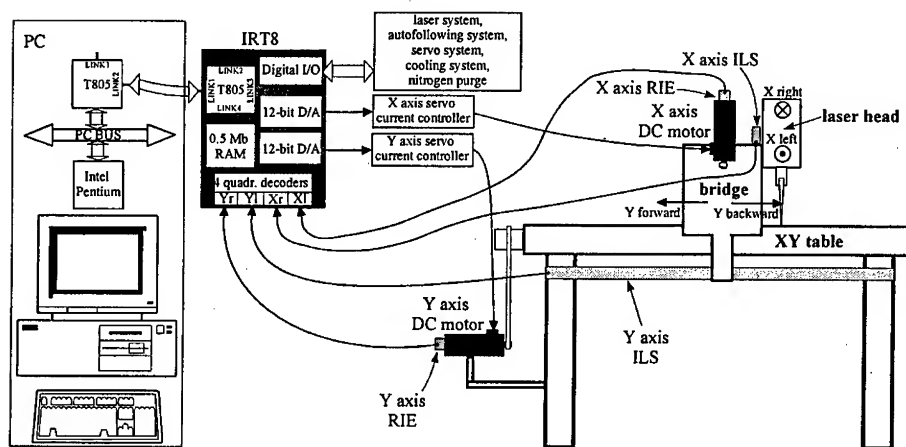 PC
LINK1
LINK2
T805
PC BUS
Intel
Pentium
IRT8
LINK2
LINK1
T805
LINK3
LINK4
Digital I/O
12-bit D/A
0.5 Mb
RAM
12-bit D/A
4 quadr. decoders
Yr Yl Xr Xl
laser system,
autofollowing system,
servo system,
cooling system,
nitrogen purge
X axis servo
current controller
Y axis servo
current controller
X axis ILS
X axis RIE
X axis
DC motor
X right
laser head
X left
bridge
Y forward
Y backward
XY table
Y axis
DC motor
Y axis
ILS
Y axis
RIE